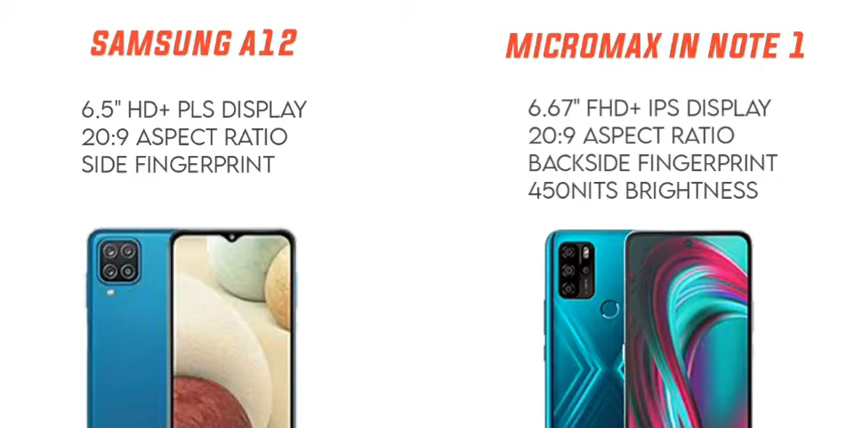 SAMSUNG A12
6.5" HD+ PLS DISPLAY
20:9 ASPECT RATIO
SIDE FINGERPRINT
MICROMAX IN NOTE 1
6.67" FHD+ IPS DISPLAY
20:9 ASPECT RATIO
BACKSIDE FINGERPRINT
450NITS BRIGHTNESS